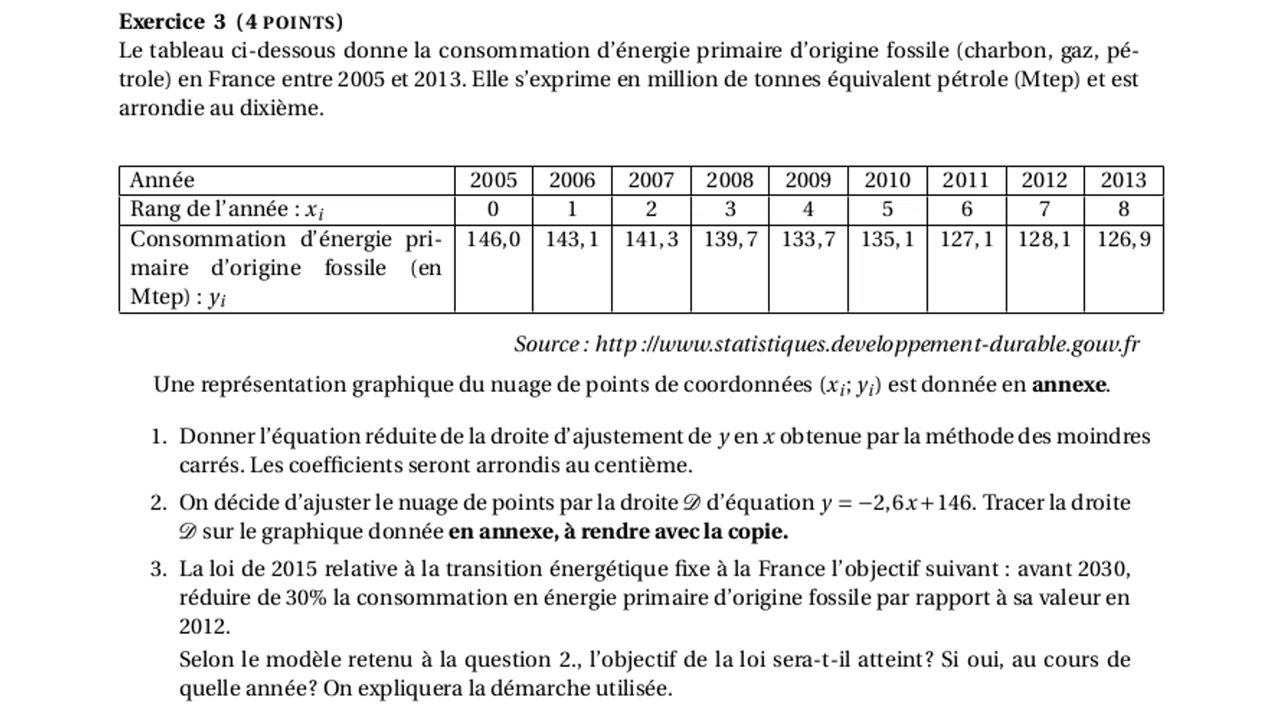 Exercice 3 (4 POINTS)
Le tableau ci-dessous donne la consommation d'énergie primaire d'origine fossile (charbon, gaz, pé-
trole) en France entre 2005 et 2013. Elle s'exprime en million de tonnes équivalent pétrole (Mtep) et est
arrondie au dixième.
Année 2005 2006 2007 2008 2009 2010 2011 2012 2013
Rang de l'année : xi 0 1 2 3 4 5 6 7 8
Consommation d'énergie pri- 146,0 143,1 141,3 139,7 133,7 135,1 127,1 128,1 126,9
maire d'origine fossile (en
Mtep) : yi
Source : http ://www.statistiques.developpement-durable.gouv.fr
Une représentation graphique du nuage de points de coordonnées (xi; yi) est donnée en annexe.
1. Donner l'équation réduite de la droite d'ajustement de y en x obtenue par la méthode des moindres
carrés. Les coefficients seront arrondis au centième.
2. On décide d'ajuster le nuage de points par la droite 𝒟 d'équation y = −2,6x+146. Tracer la droite
𝒟 sur le graphique donnée en annexe, à rendre avec la copie.
3. La loi de 2015 relative à la transition énergétique fixe à la France l'objectif suivant : avant 2030,
réduire de 30% la consommation en énergie primaire d'origine fossile par rapport à sa valeur en
2012.
Selon le modèle retenu à la question 2., l'objectif de la loi sera-t-il atteint? Si oui, au cours de
quelle année? On expliquera la démarche utilisée.